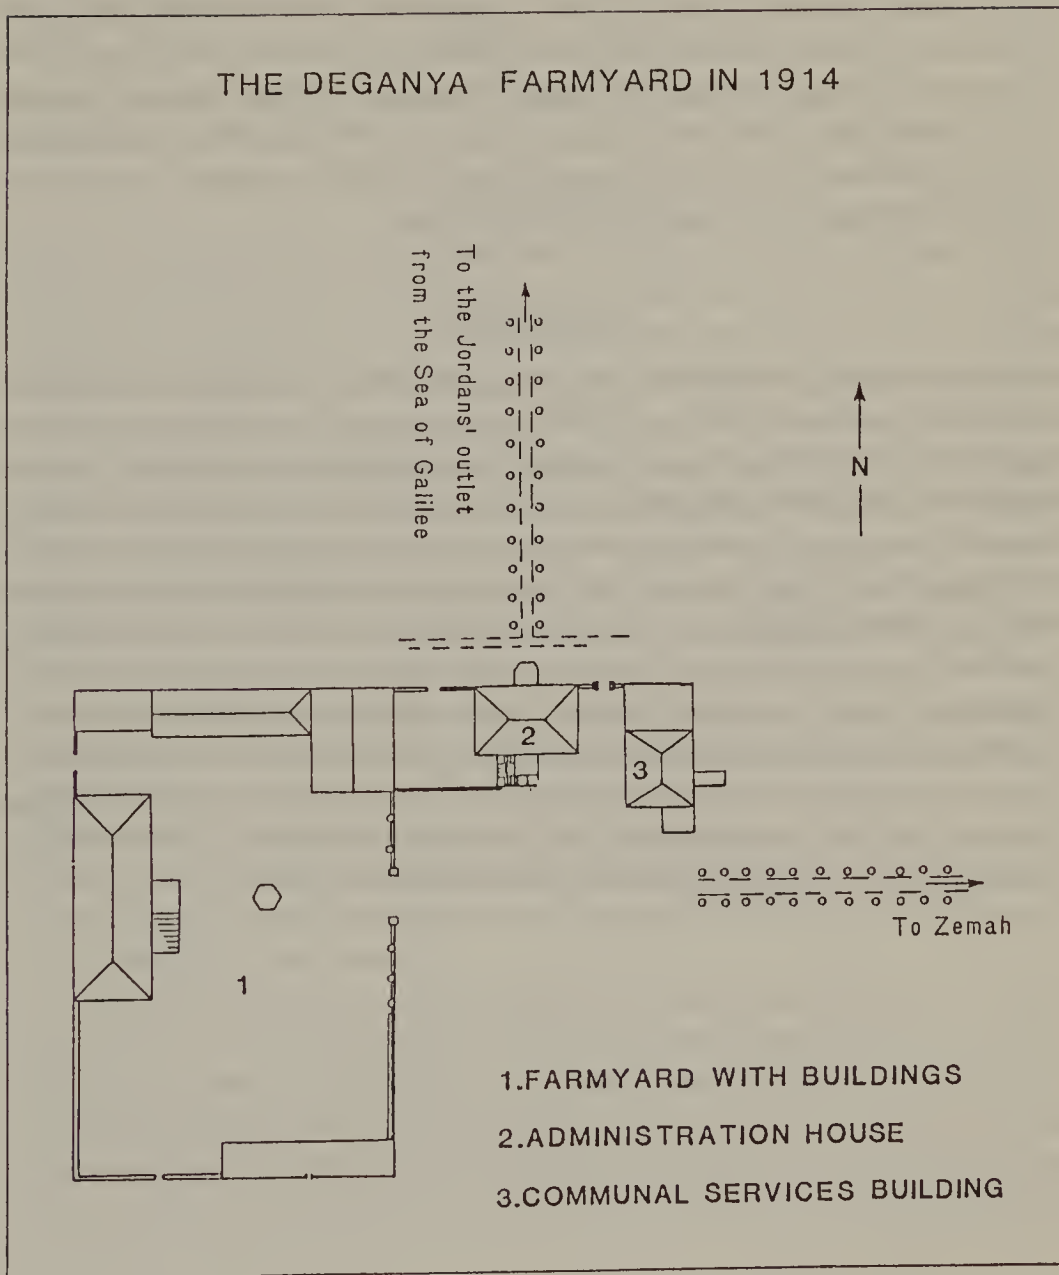 THE DEGANYA FARMYARD IN 1914
To the Jordans' outlet
from the Sea of Galilee
N
2
3
To Zemah
1
1.FARMYARD WITH BUILDINGS
2.ADMINISTRATION HOUSE
3.COMMUNAL SERVICES BUILDING